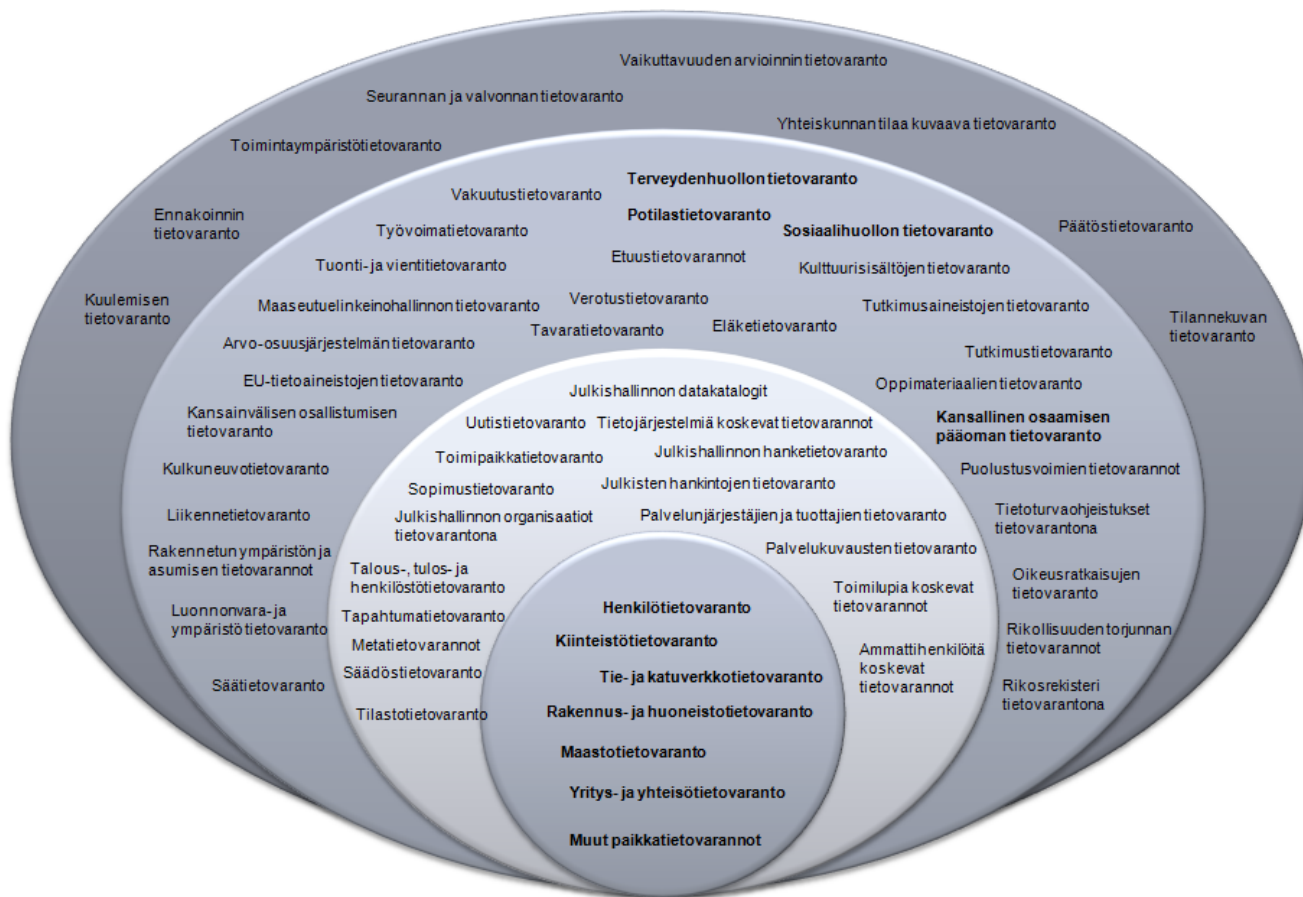 Vaikuttavuuden arvioinnin tietovaranto
Seurannan ja valvonnan tietovaranto
Yhteiskunnan tilaa kuvaava tietovaranto
Toimintaympäristötietovaranto
Ennakoinnin
tietovaranto
Päätöstietovaranto
Kuulemisen
tietovaranto
Tilannekuvan
tietovaranto
Terveydenhuollon tietovaranto
Vakuutustietovaranto
Potilastietovaranto
Sosiaalihuollon tietovaranto
Työvoimatietovaranto
Etuustietovarannot
Tuonti- ja vientitietovaranto
Kulttuurisisältöjen tietovaranto
Maaseutuelinkeinohallinnon tietovaranto
Verotustietovaranto
Tutkimusaineistojen tietovaranto
Tavaratietovaranto
Eläketietovaranto
Arvo-osuusjärjestelmän tietovaranto
Tutkimustietovaranto
EU-tietoaineistojen tietovaranto
Oppimateriaalien tietovaranto
Kansainvälisen osallistumisen
tietovaranto
Kansallinen osaamisen
pääoman tietovaranto
Kulkuneuvotietovaranto
Puolustusvoimien tietovarannot
Liikennetietovaranto
Tietoturvaohjeistukset
tietovarantona
Rakennetun ympäristön ja
asumisen tietovarannot
Oikeusratkaisujen
tietovaranto
Luonnonvara- ja
ympäristötietovaranto
Rikollisuuden torjunnan
tietovarannot
Säätietovaranto
Rikosrekisteri
tietovarantona
Julkishallinnon datakatalogit
Uutistietovaranto
Tietojärjestelmiä koskevat tietovarannot
Toimipaikkatietovaranto
Julkishallinnon hanketietovaranto
Sopimustietovaranto
Julkisten hankintojen tietovaranto
Julkishallinnon organisaatiot
tietovarantona
Palvelunjärjestäjien ja tuottajien tietovaranto
Palvelukuvausten tietovaranto
Talous-, tulos- ja
henkilöstötietovaranto
Toimilupia koskevat
tietovarannot
Tapahtumatietovaranto
Metatietovarannot
Ammattihenkilöitä
koskevat
tietovarannot
Säädöstietovaranto
Tilastotietovaranto
Henkilötietovaranto
Kiinteistötietovaranto
Tie- ja katuverkkotietovaranto
Rakennus- ja huoneistotietovaranto
Maastotietovaranto
Yritys- ja yhteisötietovaranto
Muut paikkatietovarannot